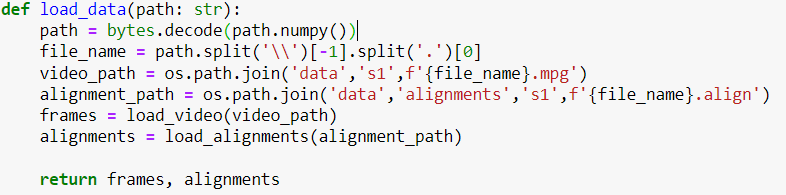 def load_data(path: str):
    path = bytes.decode(path.numpy())
    file_name = path.split('\\')[-1].split('.')[0]
    video_path = os.path.join('data','s1',f'{file_name}.mpg')
    alignment_path = os.path.join('data','alignments','s1',f'{file_name}.align')
    frames = load_video(video_path)
    alignments = load_alignments(alignment_path)

    return frames, alignments